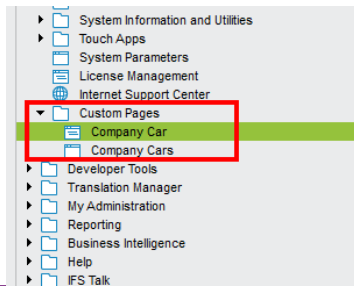 System Information and Utilities
Touch Apps
System Parameters
License Management
Internet Support Center
Custom Pages
Company Car
Company Cars
Developer Tools
Translation Manager
My Administration
Reporting
Business Intelligence
Help
IFS Talk